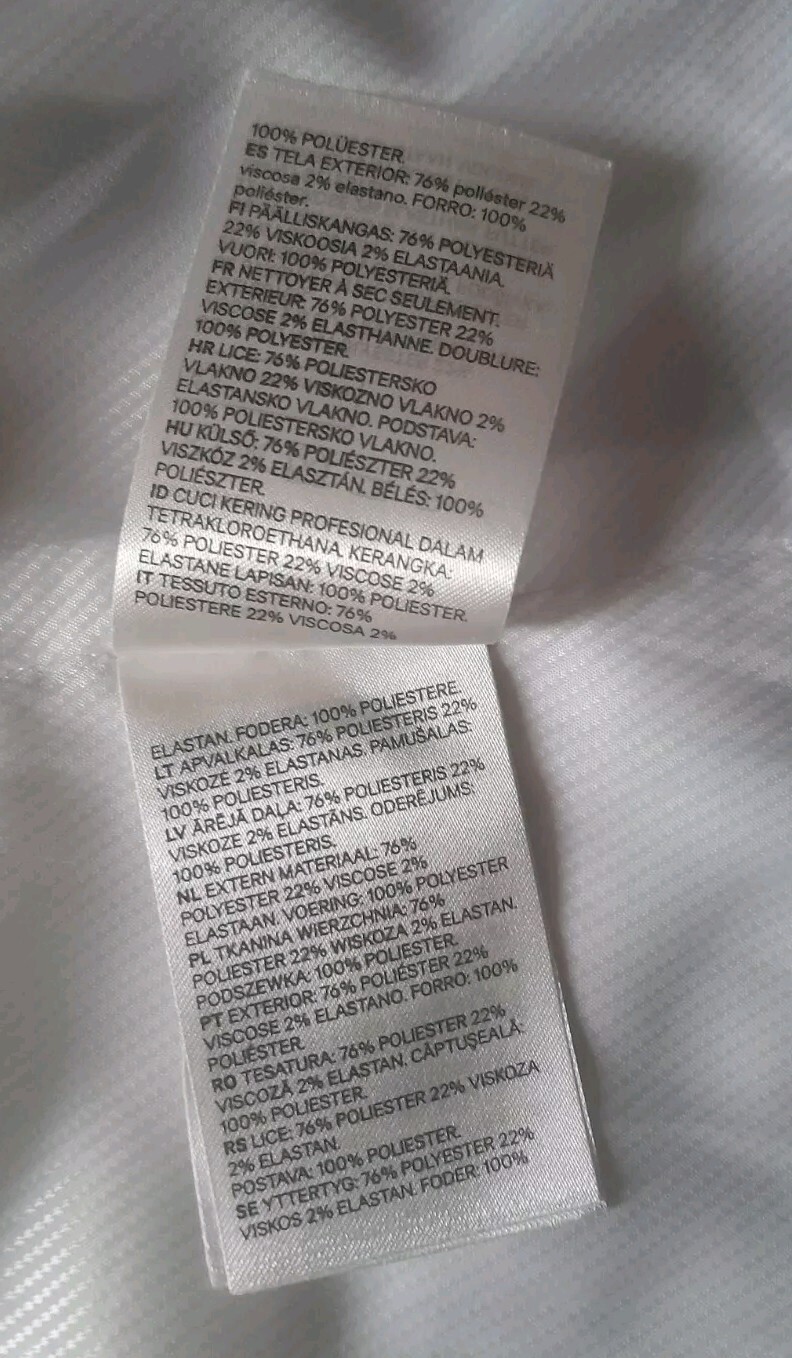 100% POLÜESTER.
ES TELA EXTERIOR: 76% poliéster 22%
viscosa 2% elastano. FORRO: 100%
poliéster.
FI PÄÄLLISKANGAS: 76% POLYESTERIÄ
22% VISKOOSIA 2% ELASTAANIA.
VUORI: 100% POLYESTERIÄ.
FR NETTOYER À SEC SEULEMENT.
EXTERIEUR: 76% POLYESTER 22%
VISCOSE 2% ELASTHANNE. DOUBLURE:
100% POLYESTER.
HR LICE: 76% POLIESTERSKO
VLAKNO 22% VISKOZNO VLAKNO 2%
ELASTANSKO VLAKNO. PODSTAVA:
100% POLIESTERSKO VLAKNO.
HU KÜLSŐ: 76% POLIÉSZTER 22%
VISZKÓZ 2% ELASZTÁN. BÉLÉS: 100%
POLIÉSZTER.
ID CUCI KERING PROFESIONAL DALAM
TETRAKLOROETHANA. KERANGKA:
76% POLIESTER 22% VISCOSE 2%
ELASTANE LAPISAN: 100% POLIESTER.
IT TESSUTO ESTERNO: 76%
POLIESTERE 22% VISCOSA 2%
ELASTAN. FODERA: 100% POLIESTERE.
LT APVALKALAS: 76% POLIESTERIS 22%
VISKOZĖ 2% ELASTANAS. PAMUŠALAS:
100% POLIESTERIS.
LV ĀRĒJĀ DAĻA: 76% POLIESTERIS 22%
VISKOZE 2% ELASTĀNS. ODERĒJUMS:
100% POLIESTERIS.
NL EXTERN MATERIAAL: 76%
POLYESTER 22% VISCOSE 2%
ELASTAAN. VOERING: 100% POLYESTER
PL TKANINA WIERZCHNIA: 76%
POLIESTER 22% WISKOZA 2% ELASTAN.
PODSZEWKA: 100% POLIESTER.
PT EXTERIOR: 76% POLIÉSTER 22%
VISCOSE 2% ELASTANO. FORRO: 100%
POLIÉSTER.
RO TESATURA: 76% POLIESTER 22%
VISCOZĂ 2% ELASTAN. CĂPTUŞEALĂ:
100% POLIESTER.
RS LICE: 76% POLIESTER 22% VISKOZA
2% ELASTAN.
POSTAVA: 100% POLIESTER.
SE YTTERTYG: 76% POLYESTER 22%
VISKOS 2% ELASTAN. FODER: 100%